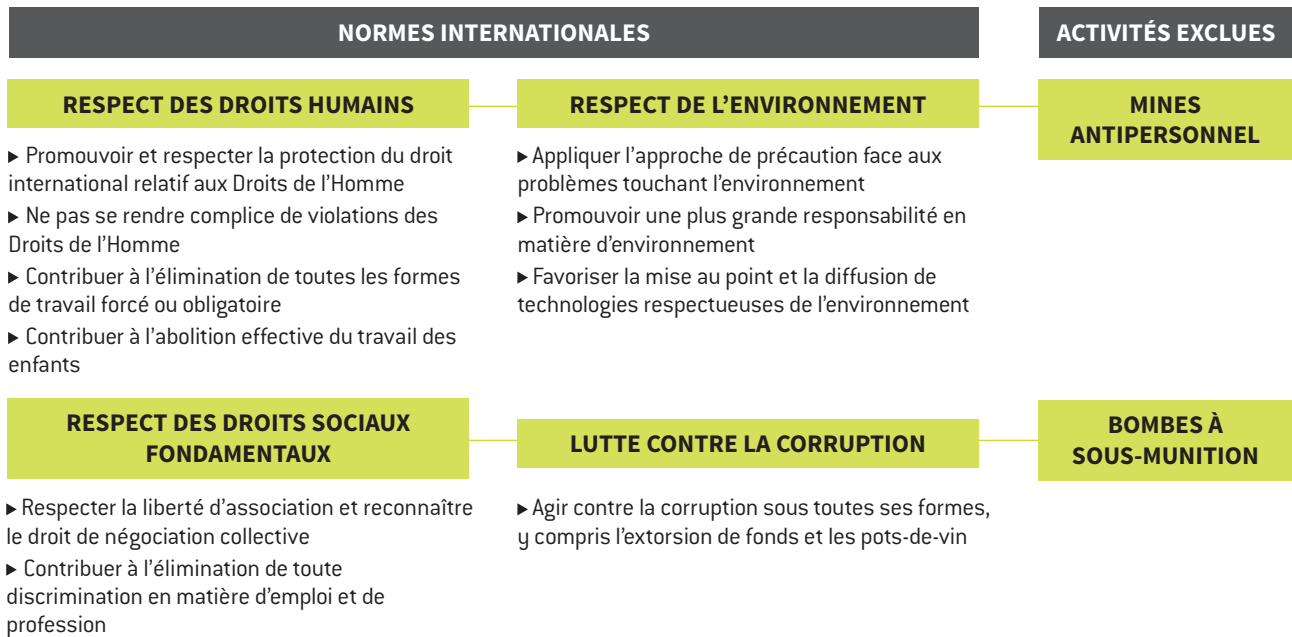 NORMES INTERNATIONALES
ACTIVITÉS EXCLUES
RESPECT DES DROITS HUMAINS
▸ Promouvoir et respecter la protection du droit
international relatif aux Droits de l’Homme
▸ Ne pas se rendre complice de violations des
Droits de l’Homme
▸ Contribuer à l’élimination de toutes les formes
de travail forcé ou obligatoire
▸ Contribuer à l’abolition effective du travail des
enfants
RESPECT DE L’ENVIRONNEMENT
▸ Appliquer l’approche de précaution face aux
problèmes touchant l’environnement
▸ Promouvoir une plus grande responsabilité en
matière d’environnement
▸ Favoriser la mise au point et la diffusion de
technologies respectueuses de l’environnement
MINES
ANTIPERSONNEL
RESPECT DES DROITS SOCIAUX
FONDAMENTAUX
▸ Respecter la liberté d’association et reconnaître
le droit de négociation collective
▸ Contribuer à l’élimination de toute
discrimination en matière d’emploi et de
profession
LUTTE CONTRE LA CORRUPTION
▸ Agir contre la corruption sous toutes ses formes,
y compris l’extorsion de fonds et les pots-de-vin
BOMBES À
SOUS-MUNITION